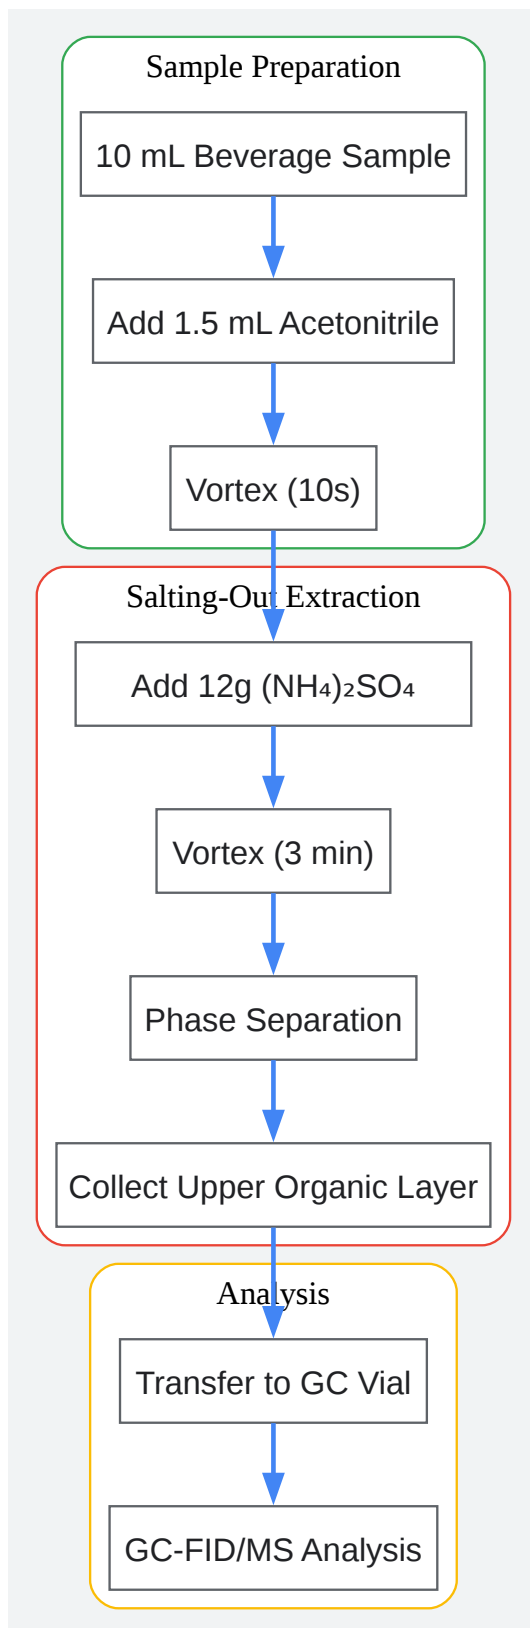 Sample Preparation
10 mL Beverage Sample
Add 1.5 mL Acetonitrile
Vortex (10s)
Salting-Out Extraction
Add 12g (NH₄)₂SO₄
Vortex (3 min)
Phase Separation
Collect Upper Organic Layer
Analysis
Transfer to GC Vial
GC-FID/MS Analysis